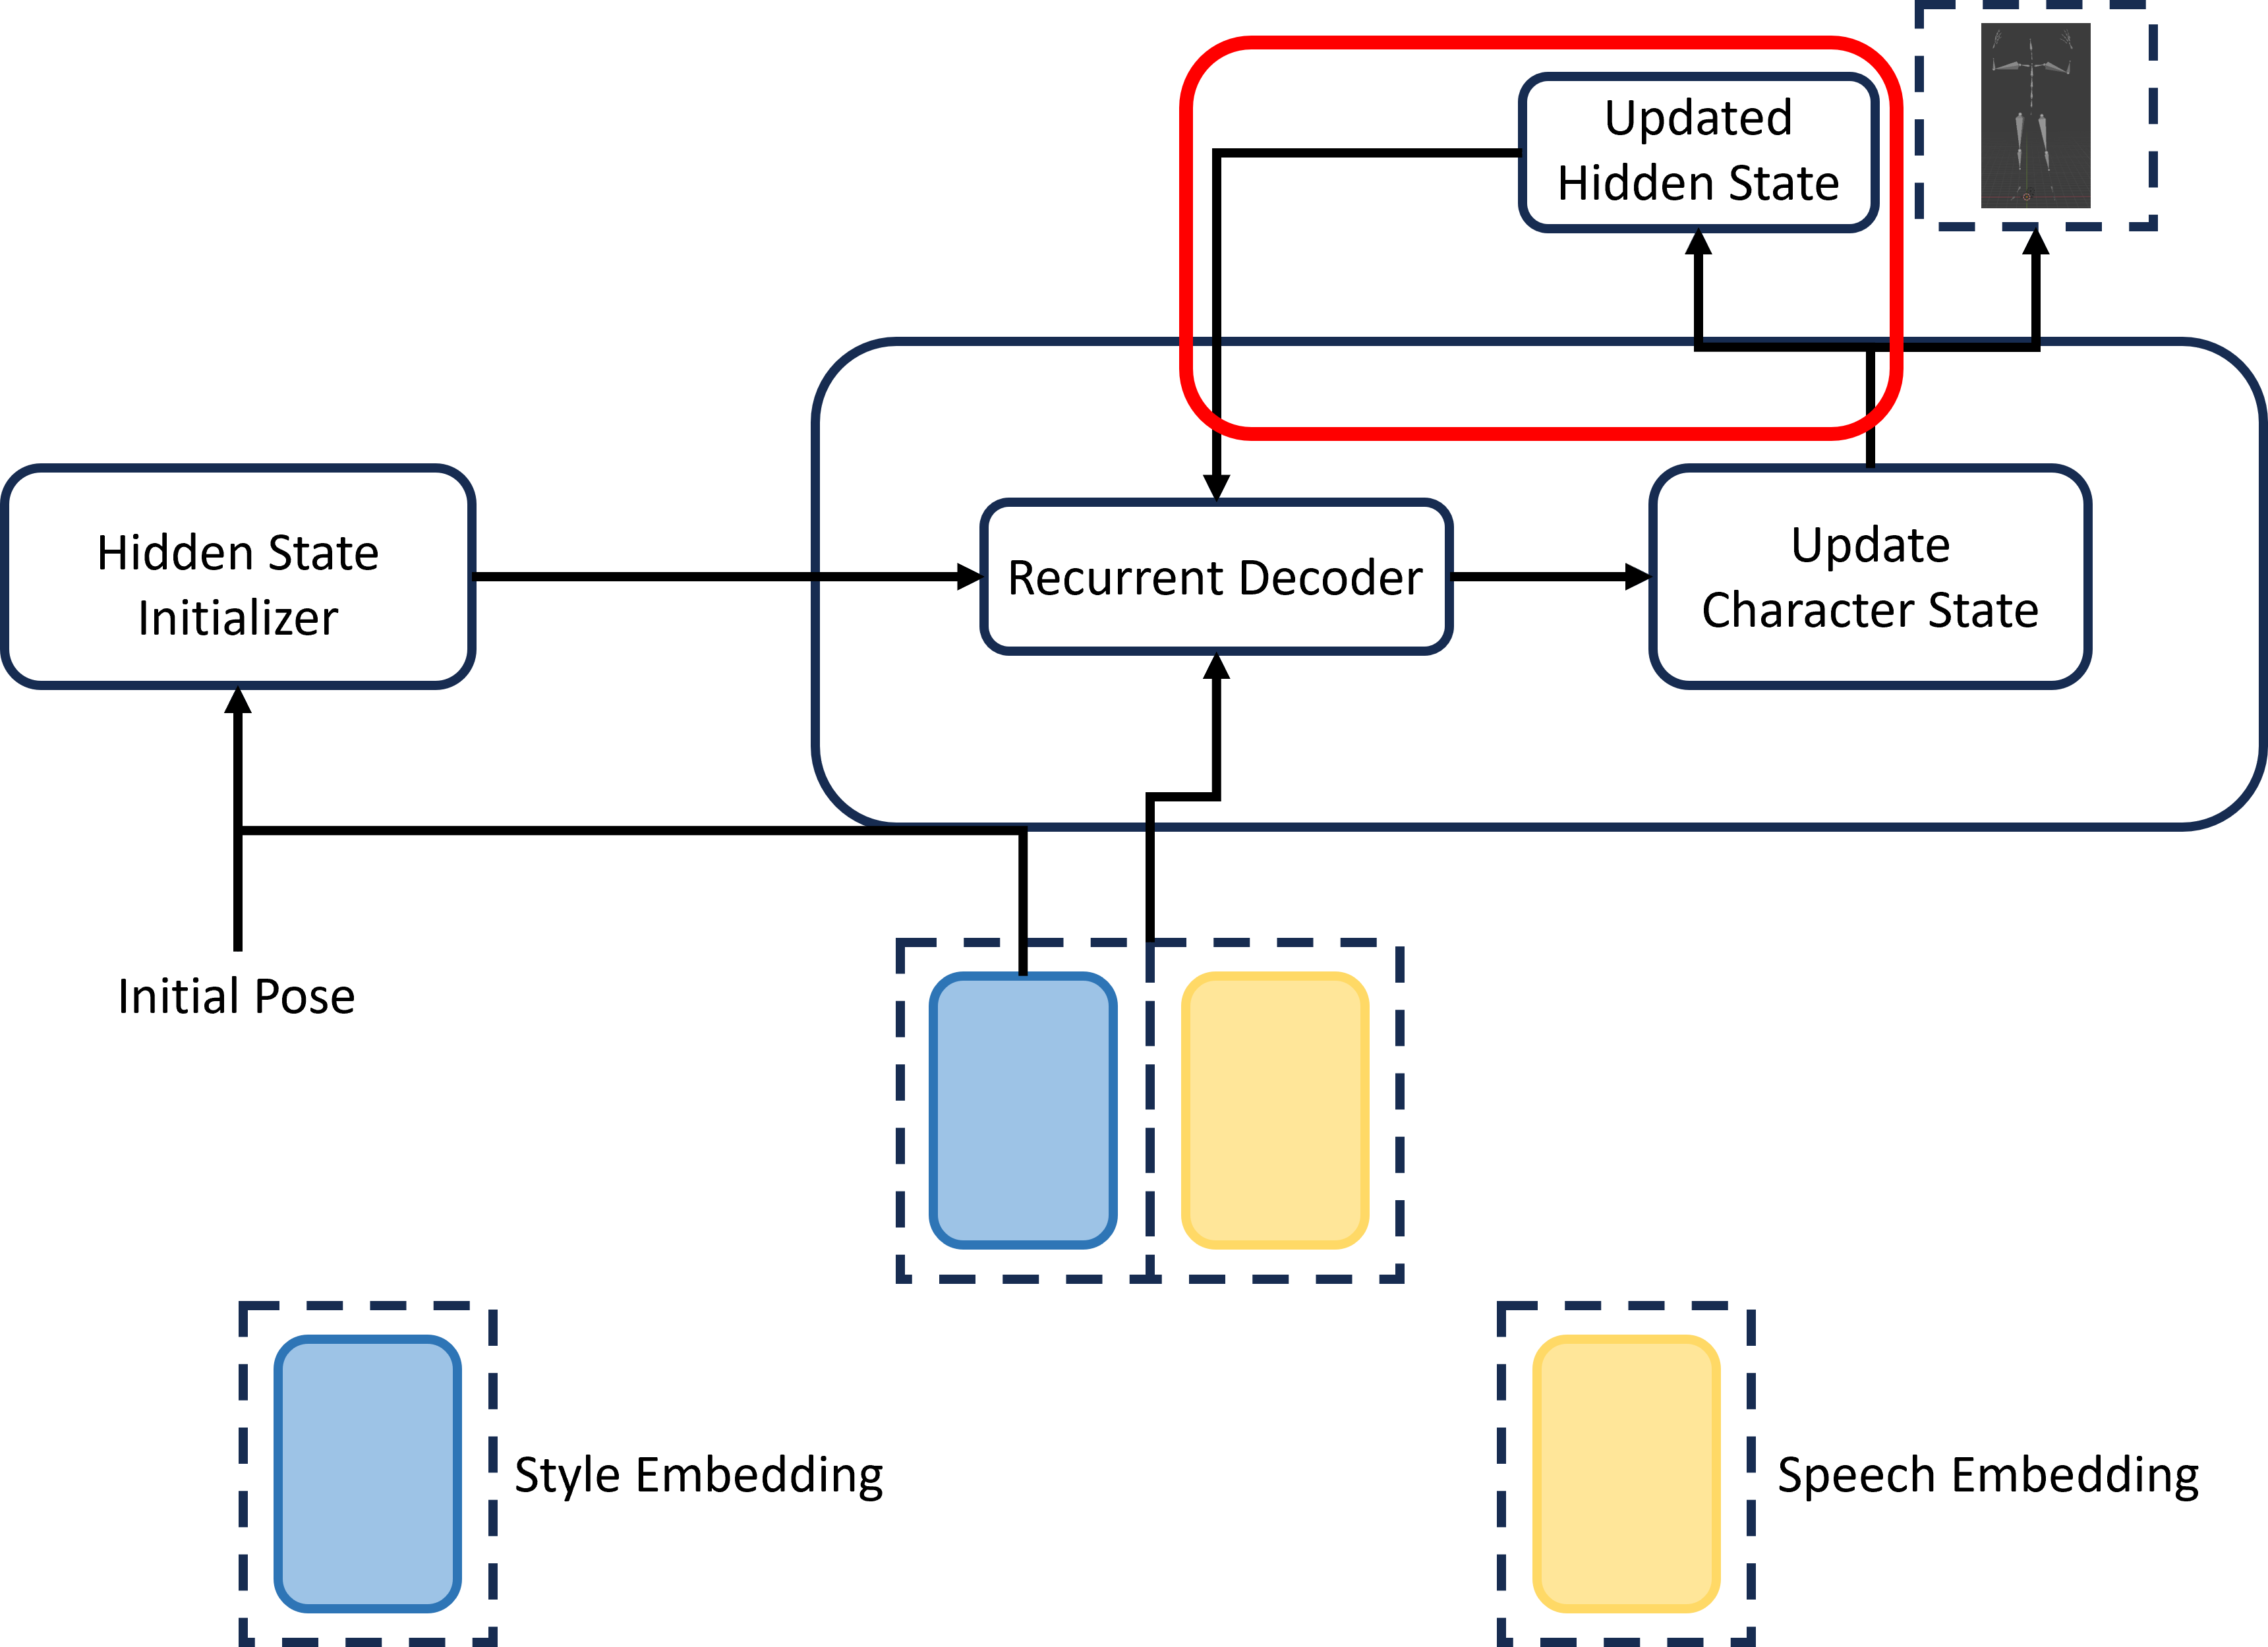 Updated
Hidden State
Hidden State
Initializer
Recurrent Decoder
Update
Character State
Initial Pose
Style Embedding
Speech Embedding